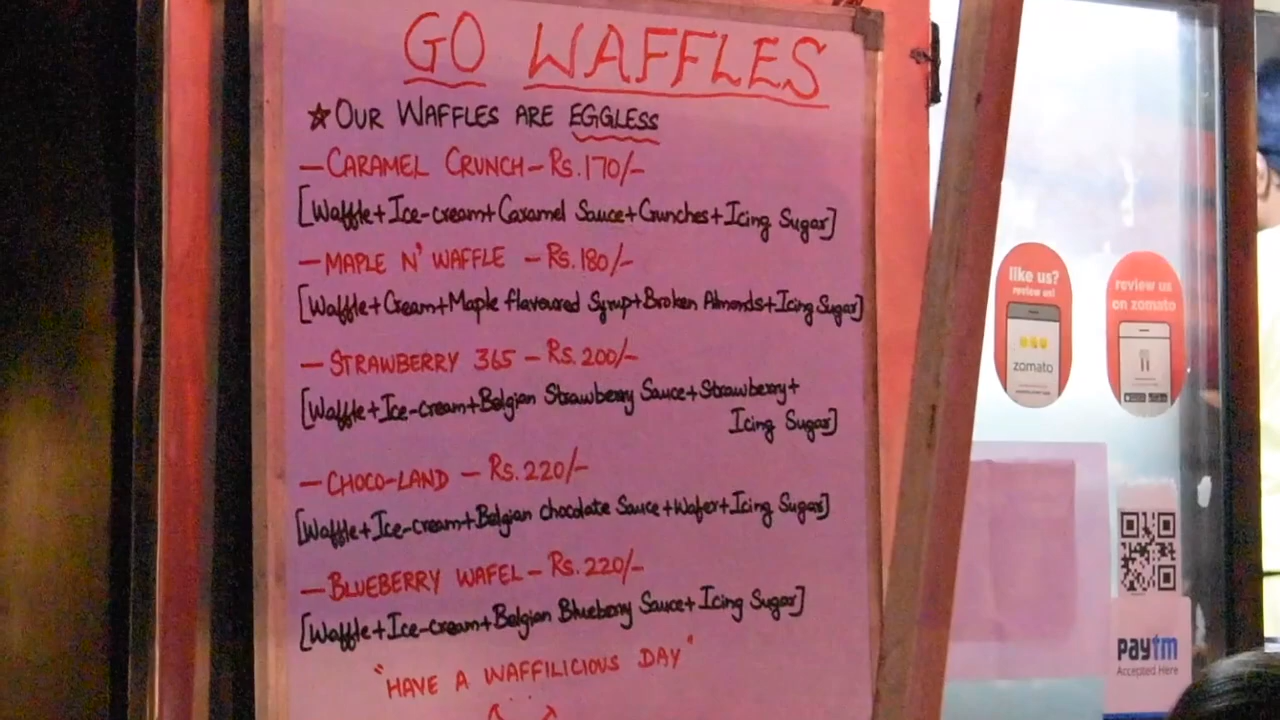 GO WAFFLES
☆OUR WAFFLES ARE EGGLESS
—CARAMEL CRUNCH—Rs.170/-
[Waffle+Ice-cream+Caramel Sauce+Crunches+Icing Sugar]
—MAPLE N' WAFFLE —Rs.180/-
[Waffle+Cream+Maple flavoured Syrup+Broken Almonds+Icing Sugar]
—STRAWBERRY 365 —Rs.200/-
[Waffle+Ice-cream+Belgian Strawberry Sauce+Strawberry+
Icing Sugar]
—CHOCO-LAND —Rs.220/-
[Waffle+Ice-cream+Belgian chocolate Sauce+Wafer+Icing Sugar]
—BLUEBERRY WAFEL—Rs.220/-
[Waffle+Ice-cream+Belgian Blueberry Sauce+Icing Sugar]
"HAVE A WAFFILICIOUS DAY"
like us?
review us!
zomato
review us
on zomato
paytm
Accepted Here